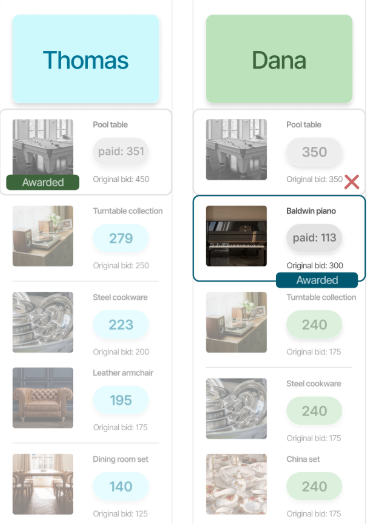 Thomas
Pool table
paid: 351
Original bid: 450
Awarded
Turntable collection
279
Original bid: 250
Steel cookware
223
Original bid: 200
Leather armchair
195
Original bid: 175
Dining room set
140
Original bid: 125
Dana
Pool table
350
Original bid: 350
Baldwin piano
paid: 113
Original bid: 300
Awarded
Turntable collection
240
Original bid: 175
Steel cookware
240
Original bid: 175
China set
240
Original bid: 175